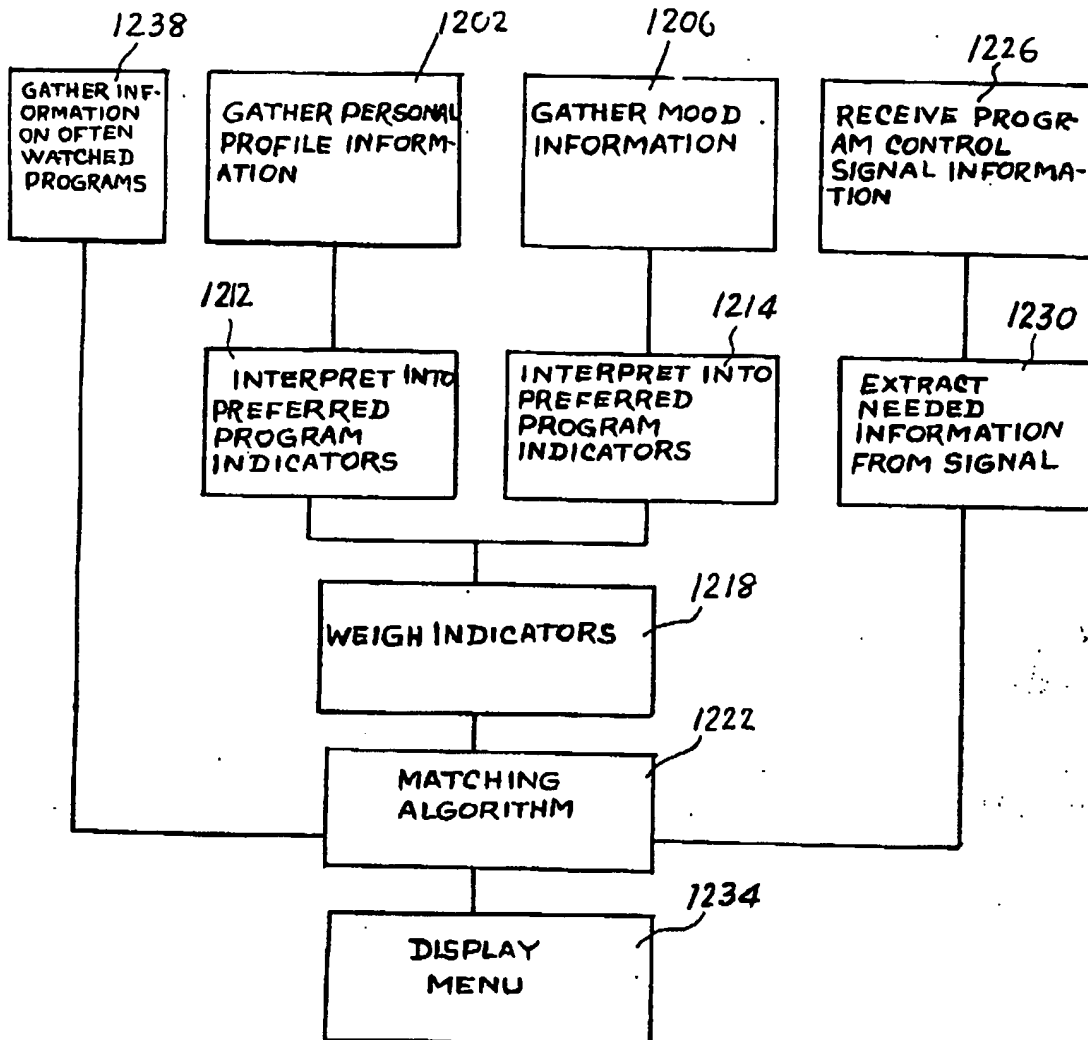 1238
1202
1206
1226
GATHER INF-
ORMATION
ON OFTEN
WATCHED
PROGRAMS
GATHER PERSONAL
PROFILE INFORM-
ATION
GATHER MOOD
INFORMATION
RECEIVE PROGR-
AM CONTROL
SIGNAL INFORMA-
TION
1212
1214
1230
INTERPRET INTO
PREFERRED
PROGRAM
INDICATORS
INTERPRET INTO
PREFERRED
PROGRAM
INDICATORS
EXTRACT
NEEDED
INFORMATION
FROM SIGNAL
1218
WEIGH INDICATORS
1222
MATCHING
ALGORITHM
1234
DISPLAY
MENU